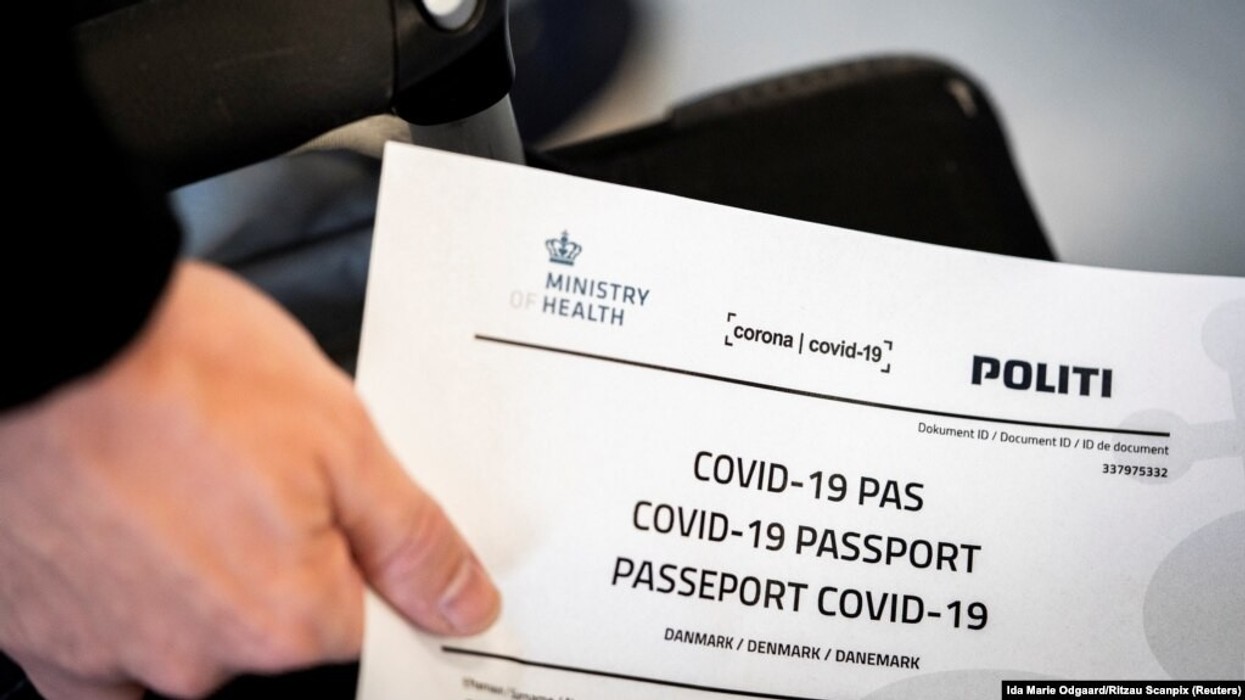 MINISTRY
OF HEALTH
corona | covid-19
POLITI
Dokument ID / Document ID / ID de document
337975332
COVID-19 PAS
COVID-19 PASSPORT
PASSEPORT COVID-19
DANMARK / DENMARK / DANEMARK
Ida Marie Odgaard/Ritzau Scanpix (Reuters)